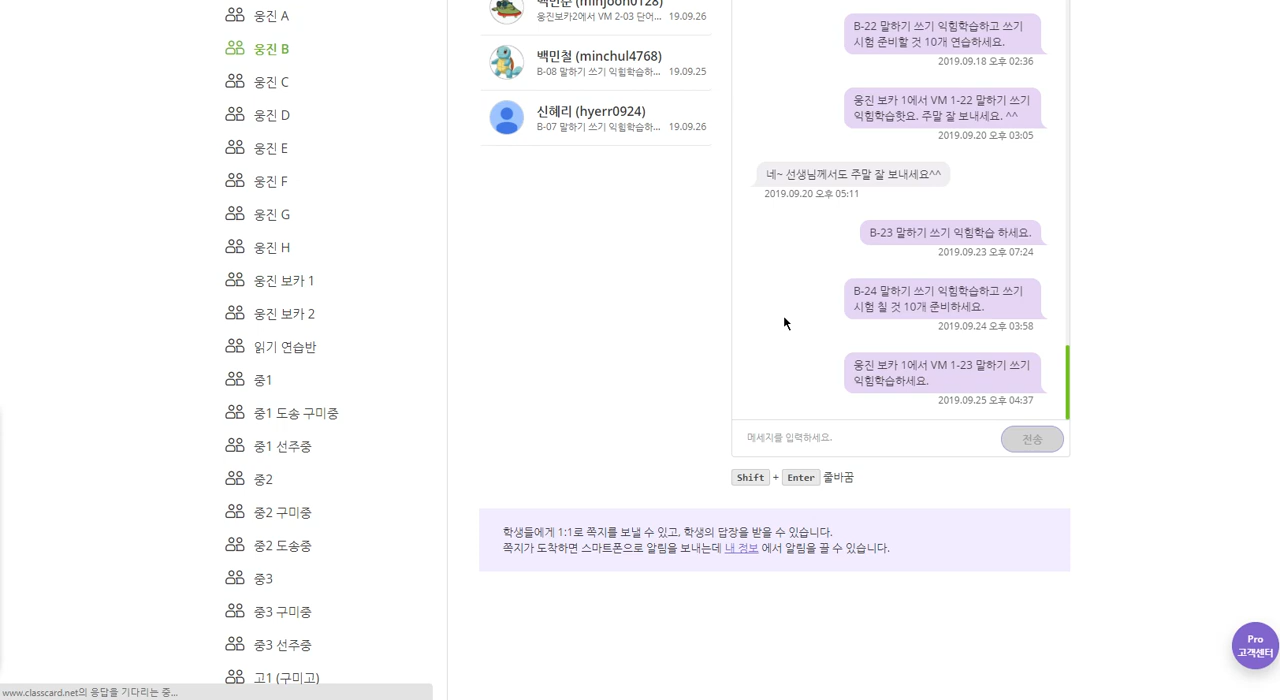 웅진 A
웅진 B
웅진 C
웅진 D
웅진 E
웅진 F
웅진 G
웅진 H
웅진 보카 1
웅진 보카 2
읽기 연습반
중1
중1 도송 구미중
중1 선주중
중2
중2 구미중
중2 도송중
중3
중3 구미중
중3 선주중
고1 (구미고)
www.classcard.net의 응답을 기다리는 중...
백민준 (minjoon0128)
웅진보카2에서 VM 2-03 단어... 19.09.26
백민철 (minchul4768)
B-08 말하기 쓰기 익힘학습하... 19.09.25
신혜리 (hyerr0924)
B-07 말하기 쓰기 익힘학습하... 19.09.26
B-22 말하기 쓰기 익힘학습하고 쓰기
시험 준비할 것 10개 연습하세요.
2019.09.18 오후 02:36
웅진 보카 1에서 VM 1-22 말하기 쓰기
익힘학습핫요. 주말 잘 보내세요. ^^
2019.09.20 오후 03:05
네~ 선생님께서도 주말 잘 보내세요^^
2019.09.20 오후 05:11
B-23 말하기 쓰기 익힘학습 하세요.
2019.09.23 오후 07:24
B-24 말하기 쓰기 익힘학습하고 쓰기
시험 칠 것 10개 준비하세요.
2019.09.24 오후 03:58
웅진 보카 1에서 VM 1-23 말하기 쓰기
익힘학습하세요.
2019.09.25 오후 04:37
메세지를 입력하세요.
전송
Shift + Enter 줄바꿈
학생들에게 1:1로 쪽지를 보낼 수 있고, 학생의 답장을 받을 수 있습니다.
쪽지가 도착하면 스마트폰으로 알림을 보내는데 내 정보 에서 알림을 끌 수 있습니다.
Pro
고객센터